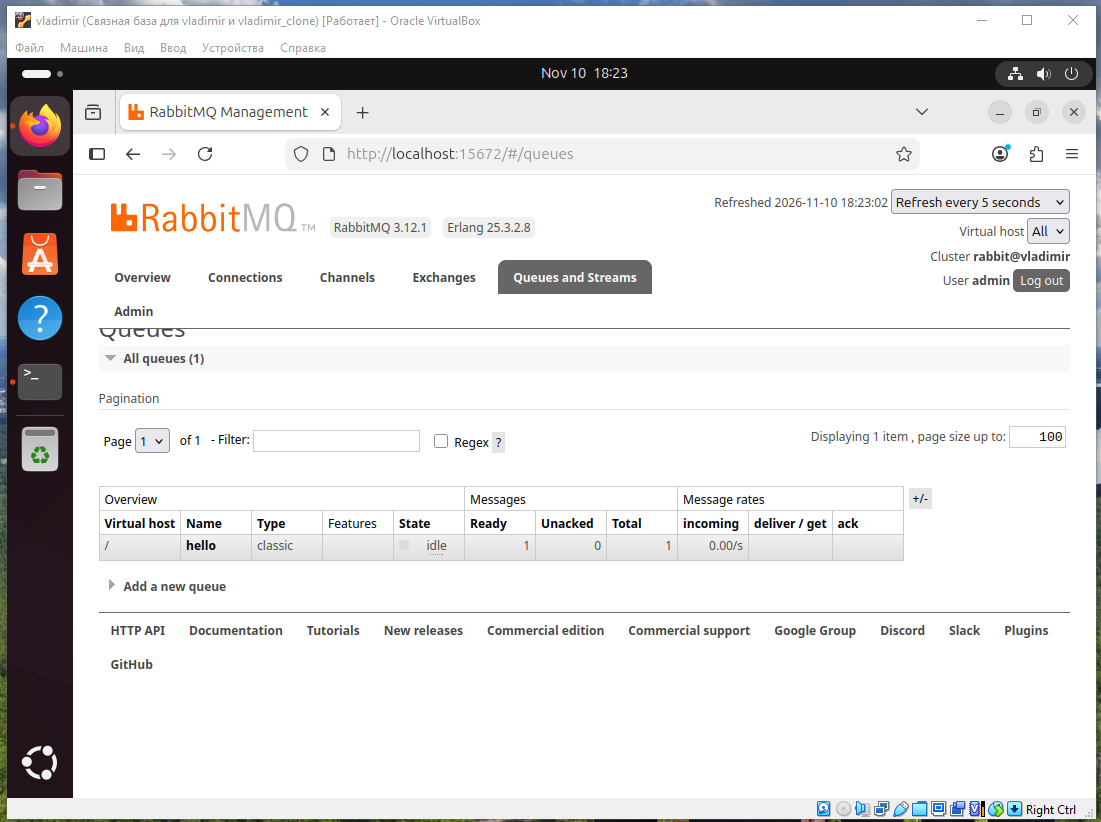 vladimir (Связная база для vladimir и vladimir_clone) [Работает] - Oracle VirtualBox
Файл Машина Вид Ввод Устройства Справка
Nov 10 18:23
RabbitMQ Management
http://localhost:15672/#/queues
RabbitMQ TM RabbitMQ 3.12.1 Erlang 25.3.2.8
Refreshed 2026-11-10 18:23:02 Refresh every 5 seconds
Virtual host All
Cluster rabbit@vladimir
User admin Log out
Overview Connections Channels Exchanges Queues and Streams
Admin
Queues
All queues (1)
Pagination
Page 1 of 1 - Filter: Regex ? Displaying 1 item , page size up to: 100
Overview Messages Message rates +/-
Virtual host Name Type Features State Ready Unacked Total incoming deliver / get ack
/ hello classic idle 1 0 1 0.00/s
Add a new queue
HTTP API Documentation Tutorials New releases Commercial edition Commercial support Google Group Discord Slack Plugins
GitHub
Right Ctrl